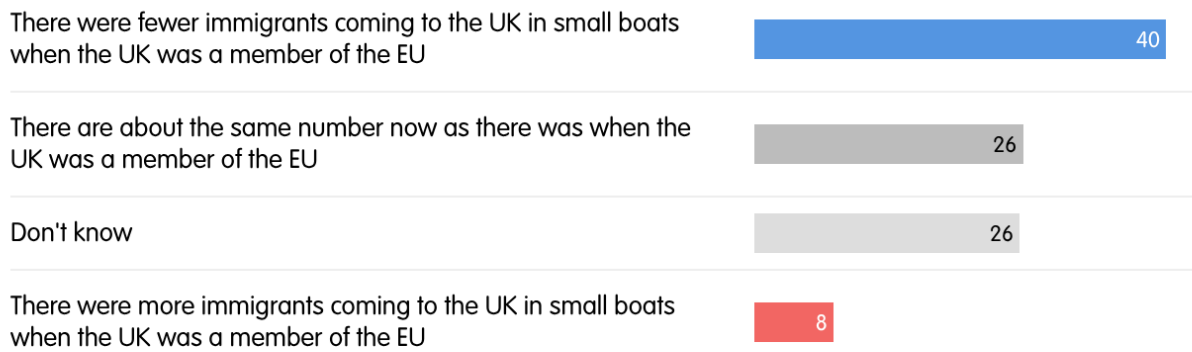 There were fewer immigrants coming to the UK in small boats
when the UK was a member of the EU
40
There are about the same number now as there was when the
UK was a member of the EU
26
Don't know
26
There were more immigrants coming to the UK in small boats
when the UK was a member of the EU
8